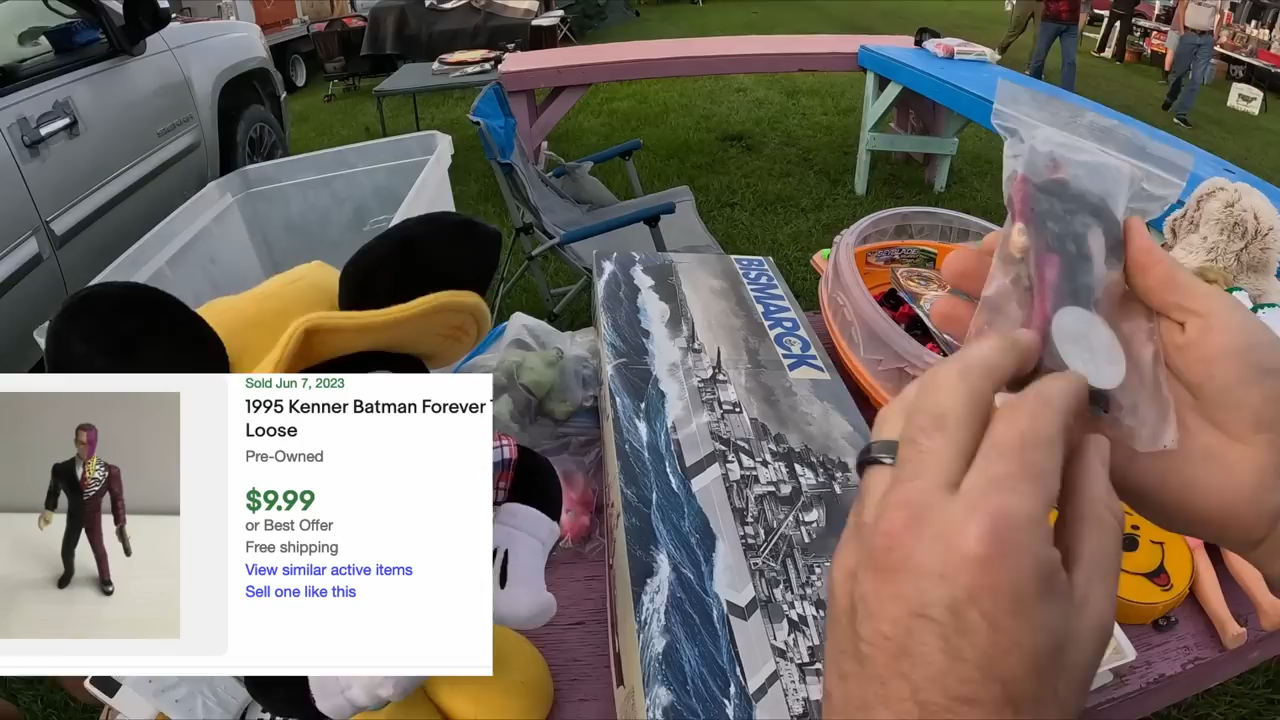 BISMARCK
BEYBLADE
Sold Jun 7, 2023
1995 Kenner Batman Forever
Loose
Pre-Owned
$9.99
or Best Offer
Free shipping
View similar active items
Sell one like this